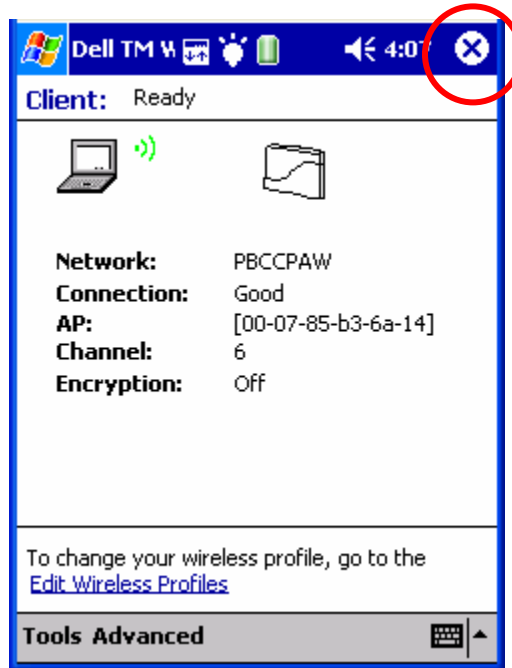 Dell TM W 4:07
Client: Ready
Network: PBCCPAW
Connection: Good
AP: [00-07-85-b3-6a-14]
Channel: 6
Encryption: Off
To change your wireless profile, go to the
Edit Wireless Profiles
Tools Advanced